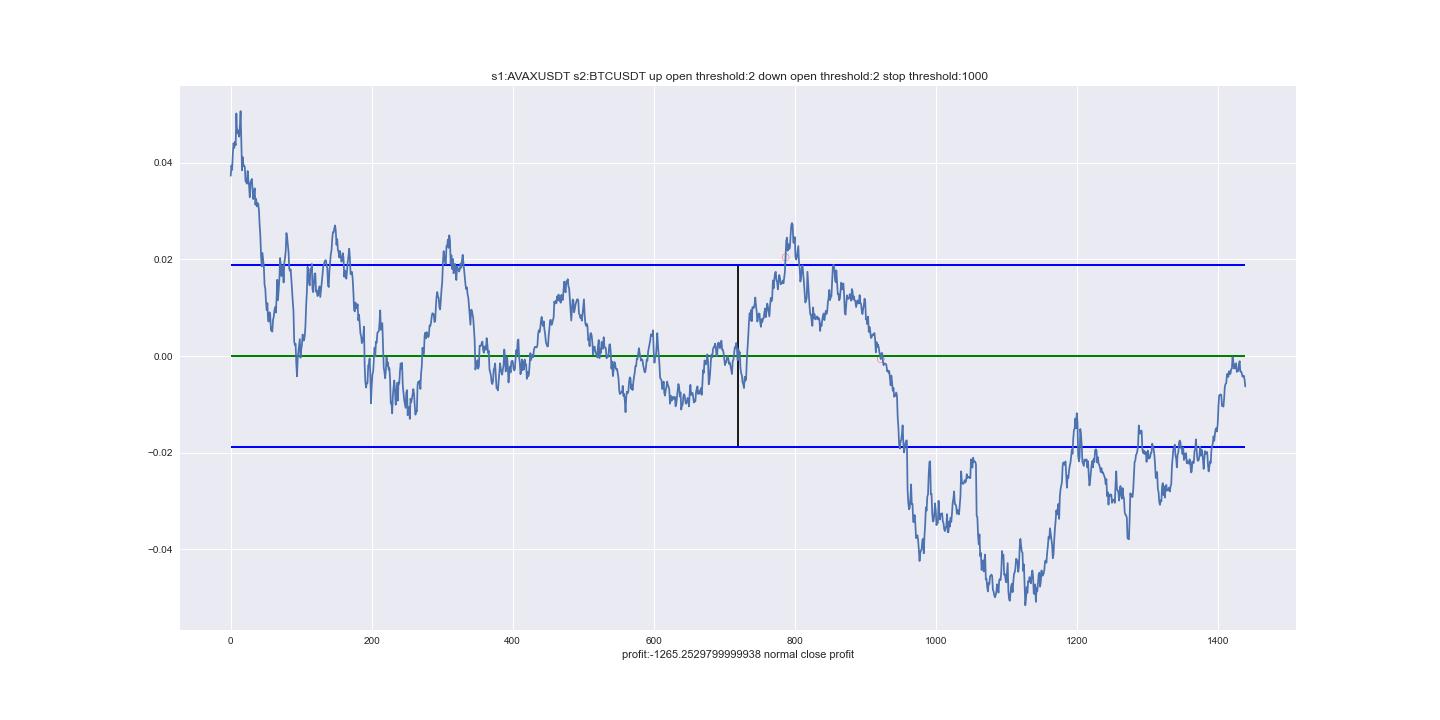 s1:AVAXUSDT s2:BTCUSDT up open threshold:2 down open threshold:2 stop threshold:1000
0.04
0.02
0.00
−0.02
−0.04
0 200 400 600 800 1000 1200 1400
profit:-1265.2529799999938 normal close profit